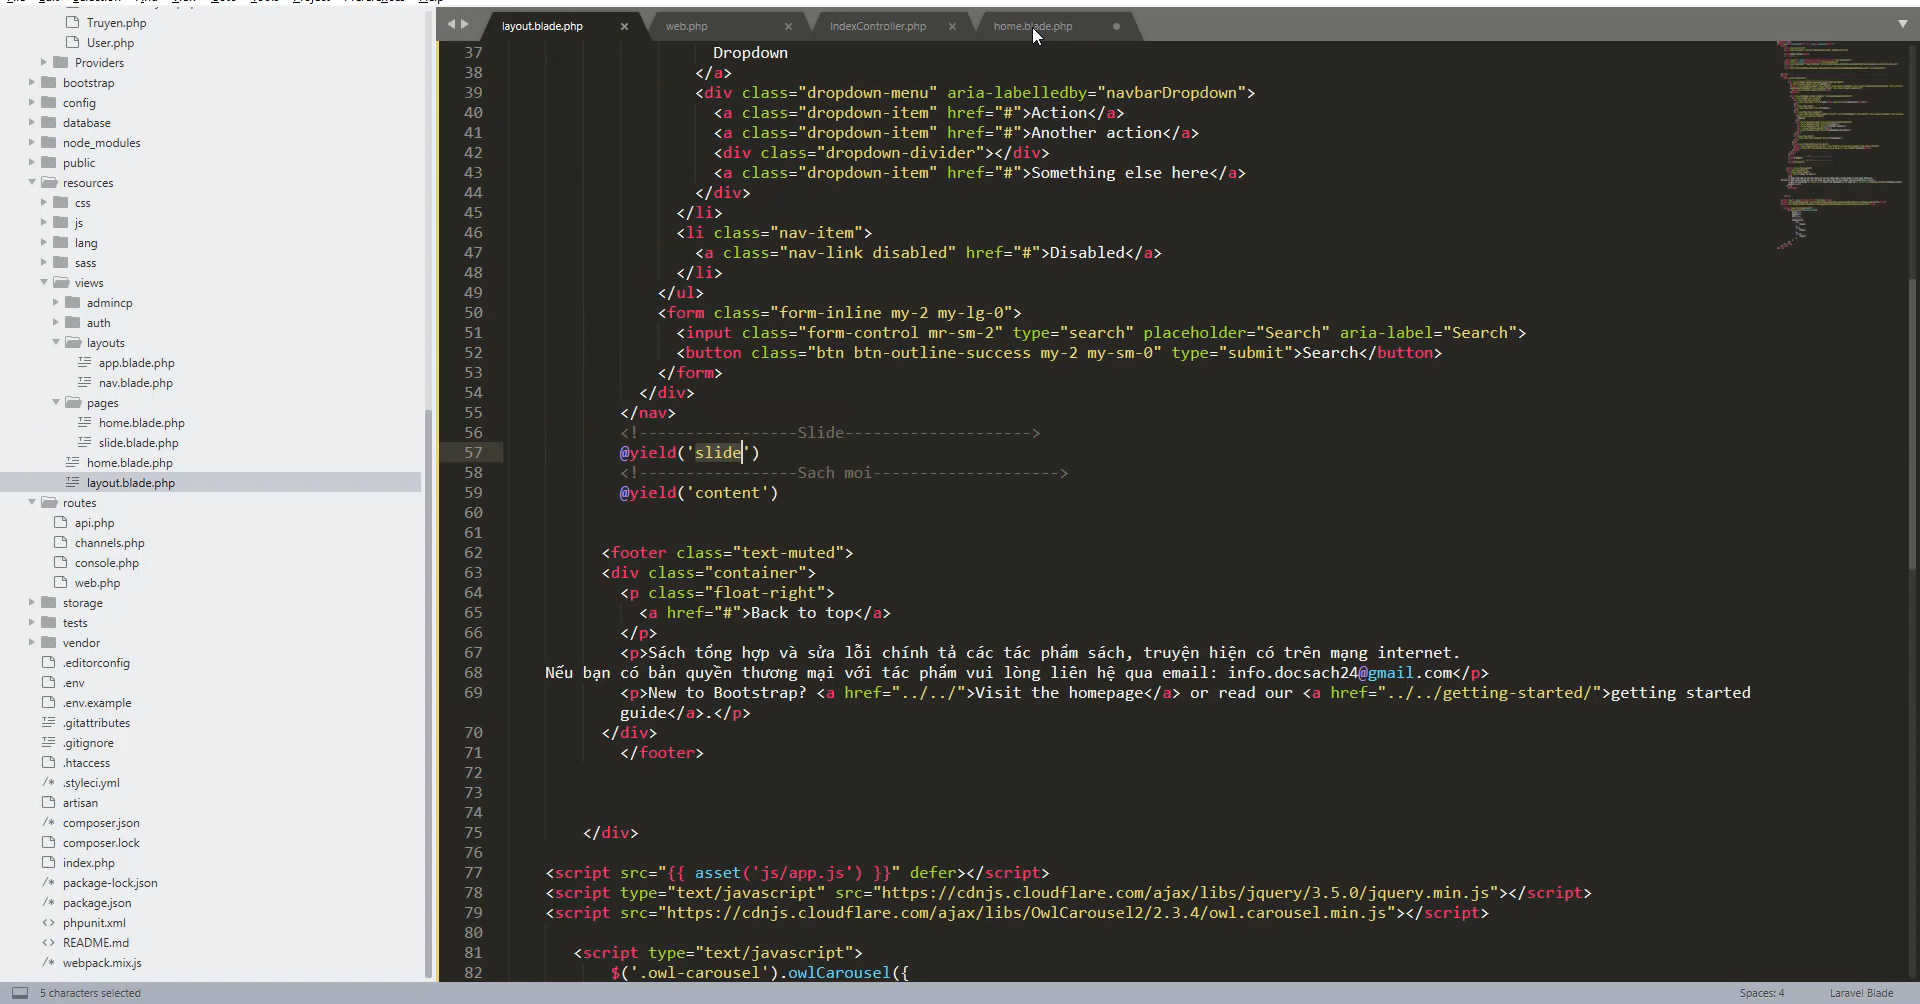 Truyen.php
User.php
Providers
bootstrap
config
database
node_modules
public
resources
css
js
lang
sass
views
admincp
auth
layouts
app.blade.php
nav.blade.php
pages
home.blade.php
slide.blade.php
home.blade.php
layout.blade.php
routes
api.php
channels.php
console.php
web.php
storage
tests
vendor
.editorconfig
.env
.env.example
.gitattributes
.gitignore
.htaccess
.styleci.yml
artisan
composer.json
composer.lock
index.php
package-lock.json
package.json
phpunit.xml
README.md
webpack.mix.js
layout.blade.php web.php IndexController.php home.blade.php
37 Dropdown
38 </a>
39 <div class="dropdown-menu" aria-labelledby="navbarDropdown">
40 <a class="dropdown-item" href="#">Action</a>
41 <a class="dropdown-item" href="#">Another action</a>
42 <div class="dropdown-divider"></div>
43 <a class="dropdown-item" href="#">Something else here</a>
44 </div>
45 </li>
46 <li class="nav-item">
47 <a class="nav-link disabled" href="#">Disabled</a>
48 </li>
49 </ul>
50 <form class="form-inline my-2 my-lg-0">
51 <input class="form-control mr-sm-2" type="search" placeholder="Search" aria-label="Search">
52 <button class="btn btn-outline-success my-2 my-sm-0" type="submit">Search</button>
53 </form>
54 </div>
55 </nav>
56 <!-----------------Slide-------------------->
57 @yield('slide')
58 <!-----------------Sach moi-------------------->
59 @yield('content')
60
61
62 <footer class="text-muted">
63 <div class="container">
64 <p class="float-right">
65 <a href="#">Back to top</a>
66 </p>
67 <p>Sách tổng hợp và sửa lỗi chính tả các tác phẩm sách, truyện hiện có trên mạng internet.
68 Nếu bạn có bản quyền thương mại với tác phẩm vui lòng liên hệ qua email: info.docsach24@gmail.com</p>
69 <p>New to Bootstrap? <a href="../../">Visit the homepage</a> or read our <a href="../../getting-started/">getting started
guide</a>.</p>
70 </div>
71 </footer>
72
73
74
75 </div>
76
77 <script src="{{ asset('js/app.js') }}" defer></script>
78 <script type="text/javascript" src="https://cdnjs.cloudflare.com/ajax/libs/jquery/3.5.0/jquery.min.js"></script>
79 <script src="https://cdnjs.cloudflare.com/ajax/libs/OwlCarousel2/2.3.4/owl.carousel.min.js"></script>
80
81 <script type="text/javascript">
82 $('.owl-carousel').owlCarousel({
5 characters selected
Spaces: 4
Laravel Blade